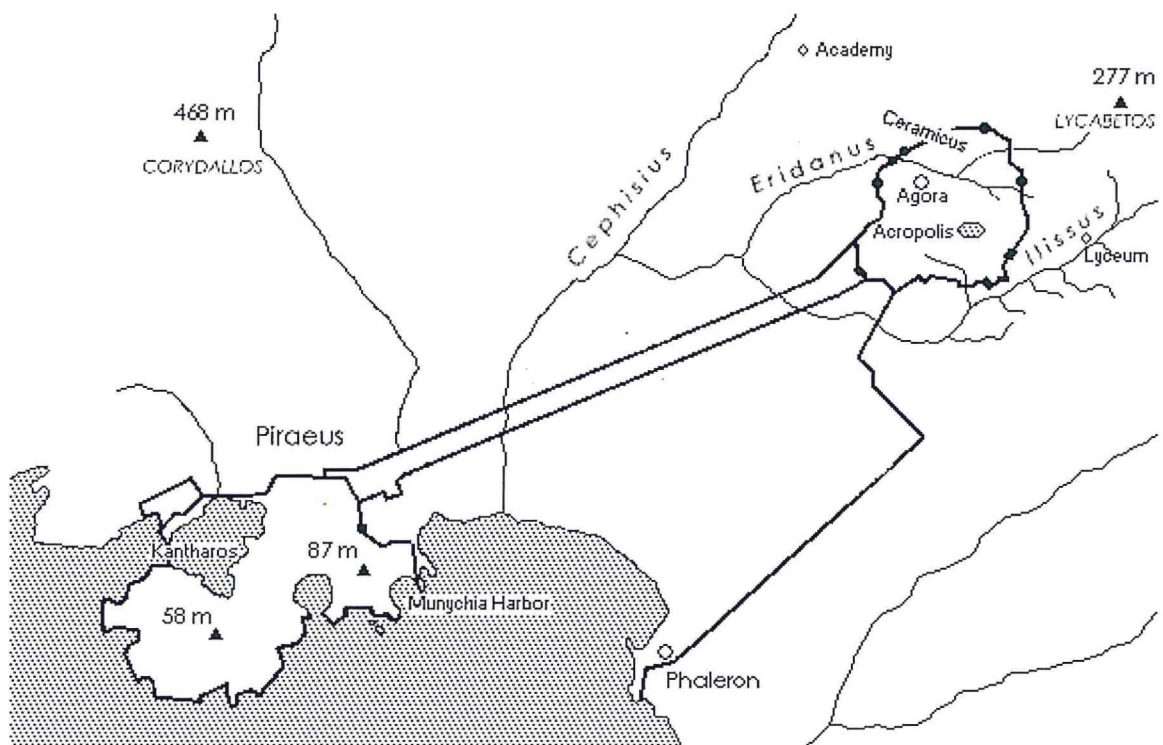 Academy
277 m
LYCABETOS
468 m
CORYDALLOS
Ceramicus
Eridanus
Cephisius
Agora
Acropolis
Ilissus
Lyceum
Piraeus
Kantharos
87 m
Munychia Harbor
58 m
Phaleron